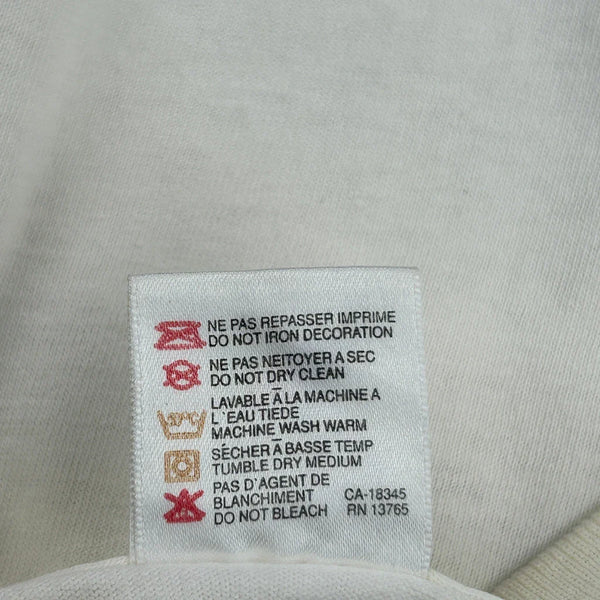 NE PAS REPASSER IMPRIME
DO NOT IRON DECORATION
NE PAS NEITOYER A SEC
DO NOT DRY CLEAN
LAVABLE À LA MACHINE A
L'EAU TIEDE
MACHINE WASH WARM
SÉCHER À BASSE TEMP
TUMBLE DRY MEDIUM
PAS D'AGENT DE
BLANCHIMENT CA-18345
DO NOT BLEACH RN 13765